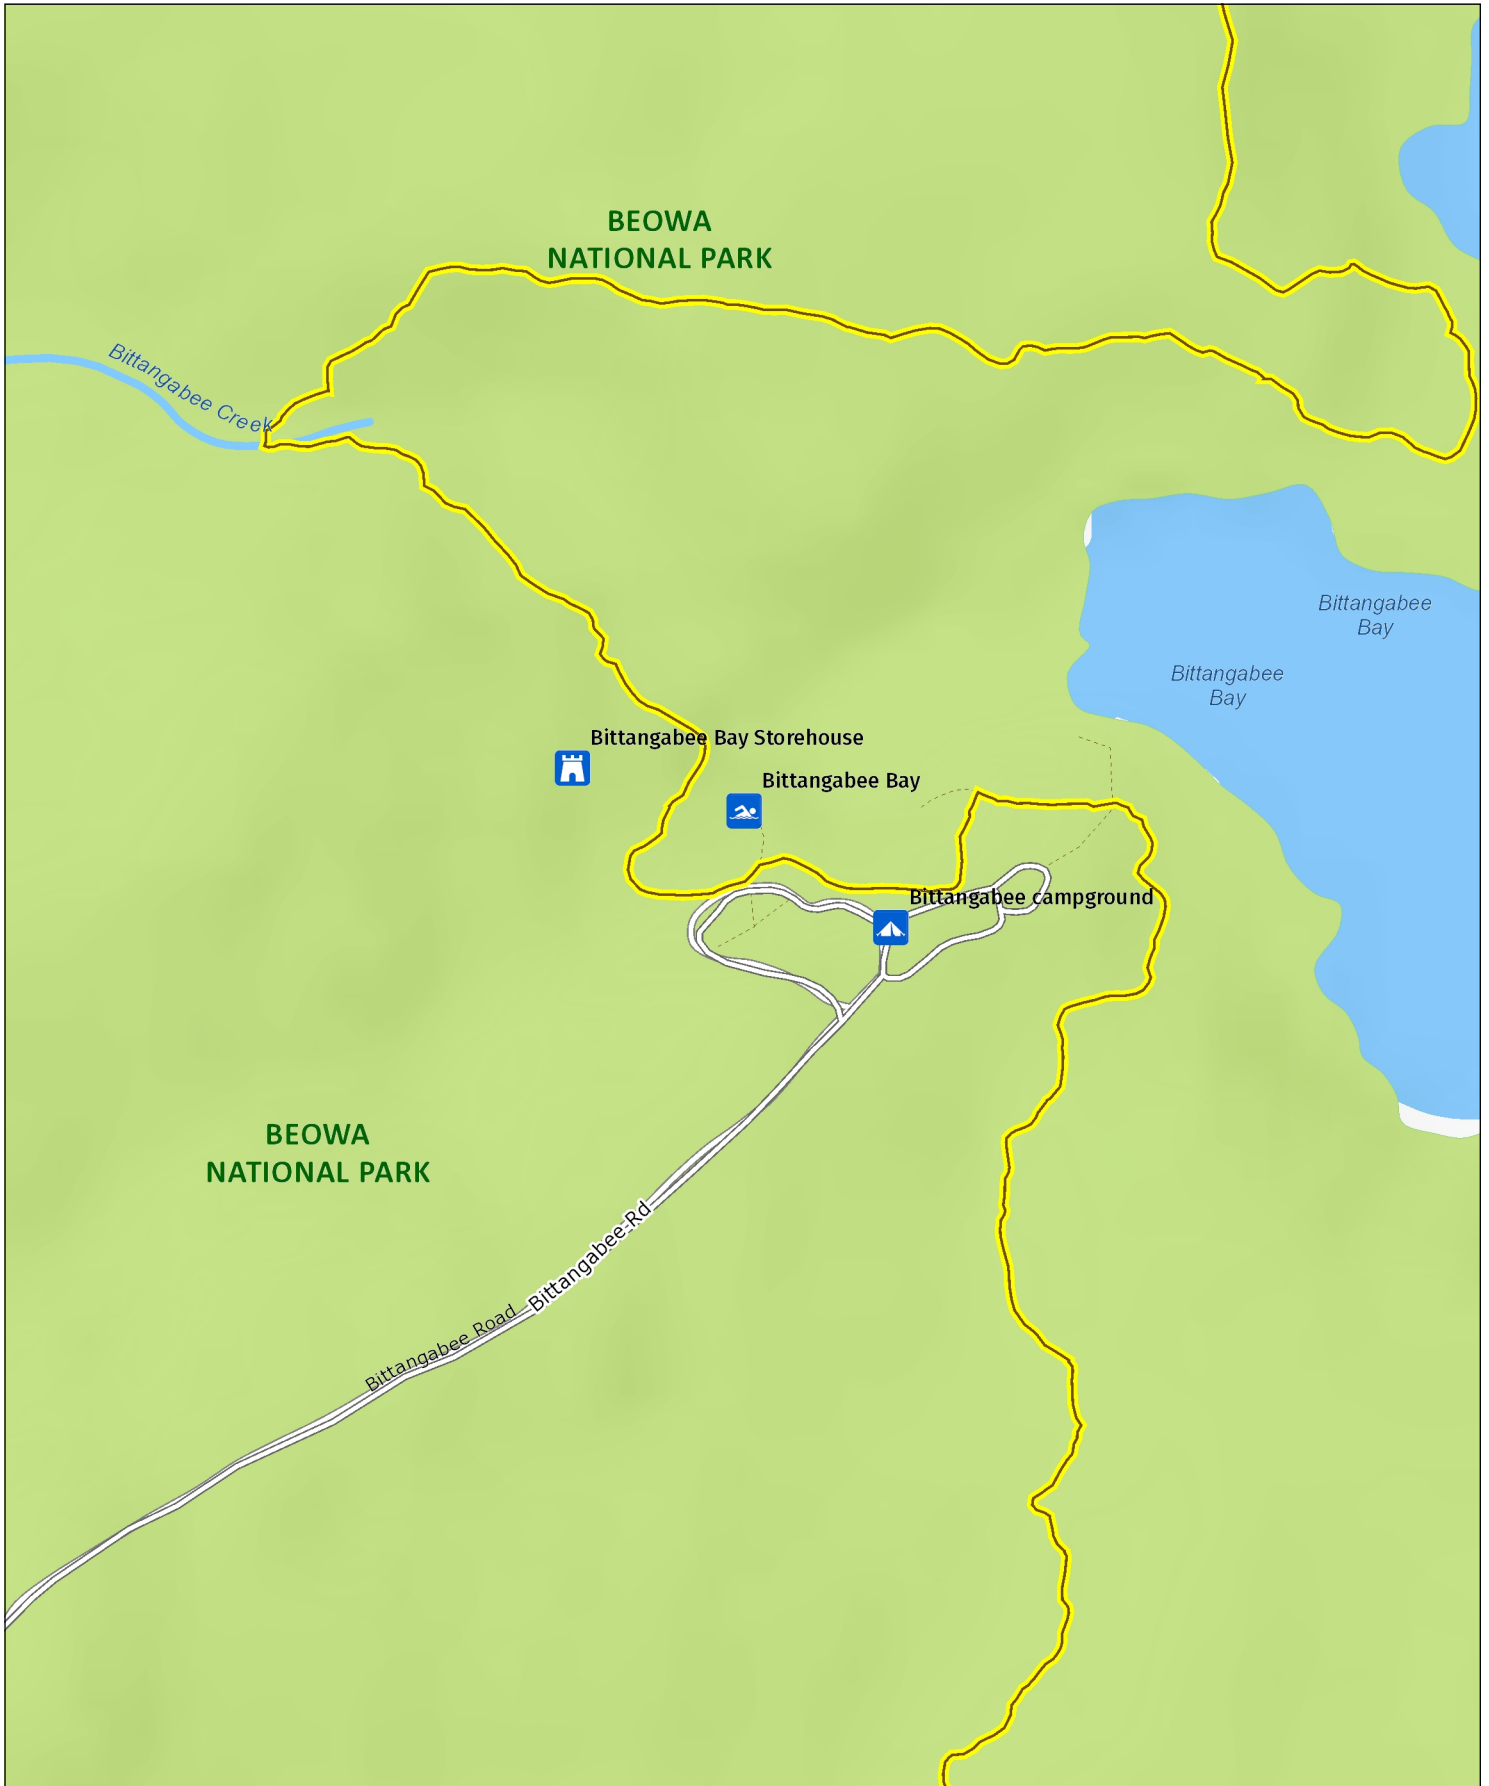 BEOWA
NATIONAL PARK
Bittangabee Creek
Bittangabee
Bay
Bittangabee
Bay
Bittangabee Bay Storehouse
Bittangabee Bay
Bittangabee campground
BEOWA
NATIONAL PARK
Bittangabee-Rd
Bittangabee Road